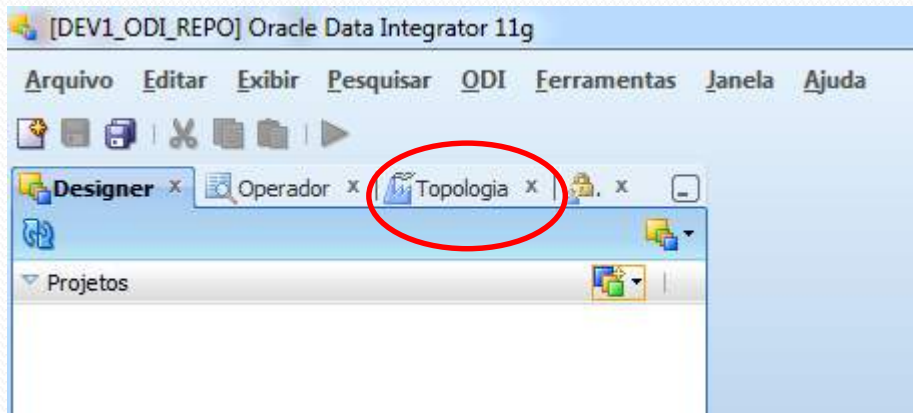 [DEV1_ODI_REPO] Oracle Data Integrator 11g
Arquivo Editar Exibir Pesquisar ODI Ferramentas Janela Ajuda
Designer x Operador x Topologia x . x
Projetos